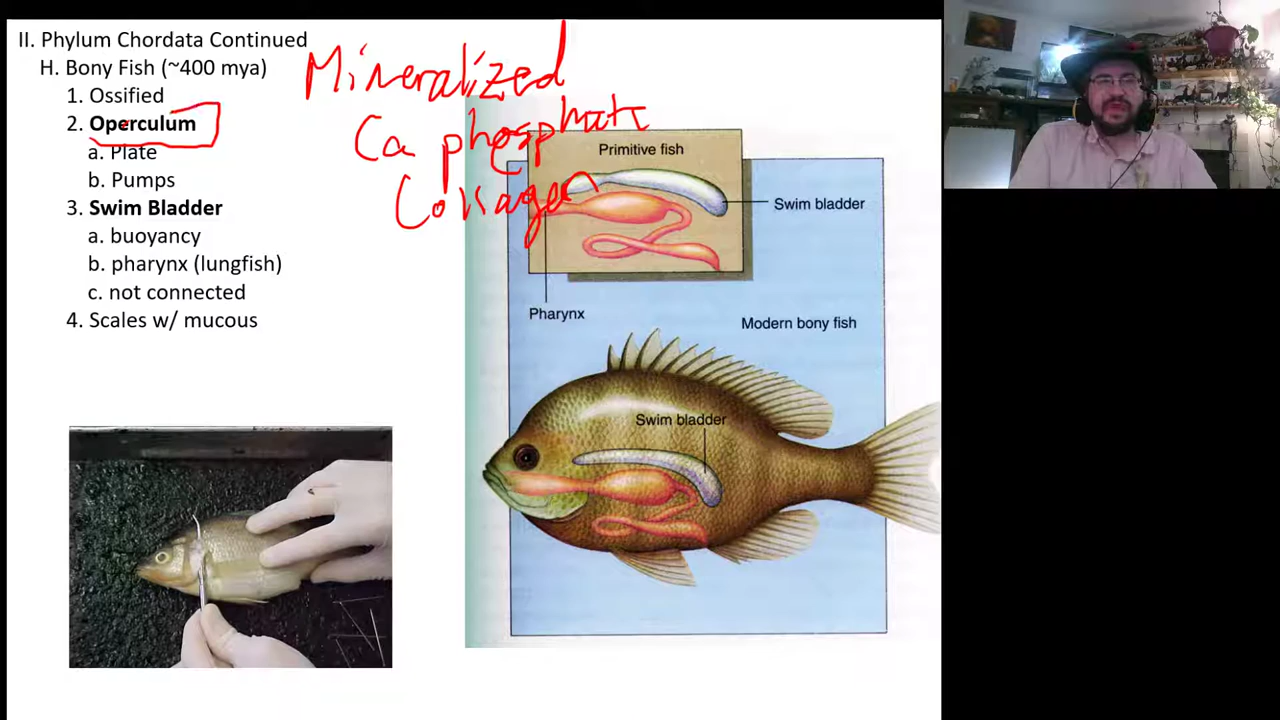 II. Phylum Chordata Continued
H. Bony Fish (~400 mya)
1. Ossified
2. Operculum
a. Plate
b. Pumps
3. Swim Bladder
a. buoyancy
b. pharynx (lungfish)
c. not connected
4. Scales w/ mucous
Mineralized
Ca phosphate
Collagen
Primitive fish
Swim bladder
Pharynx
Modern bony fish
Swim bladder